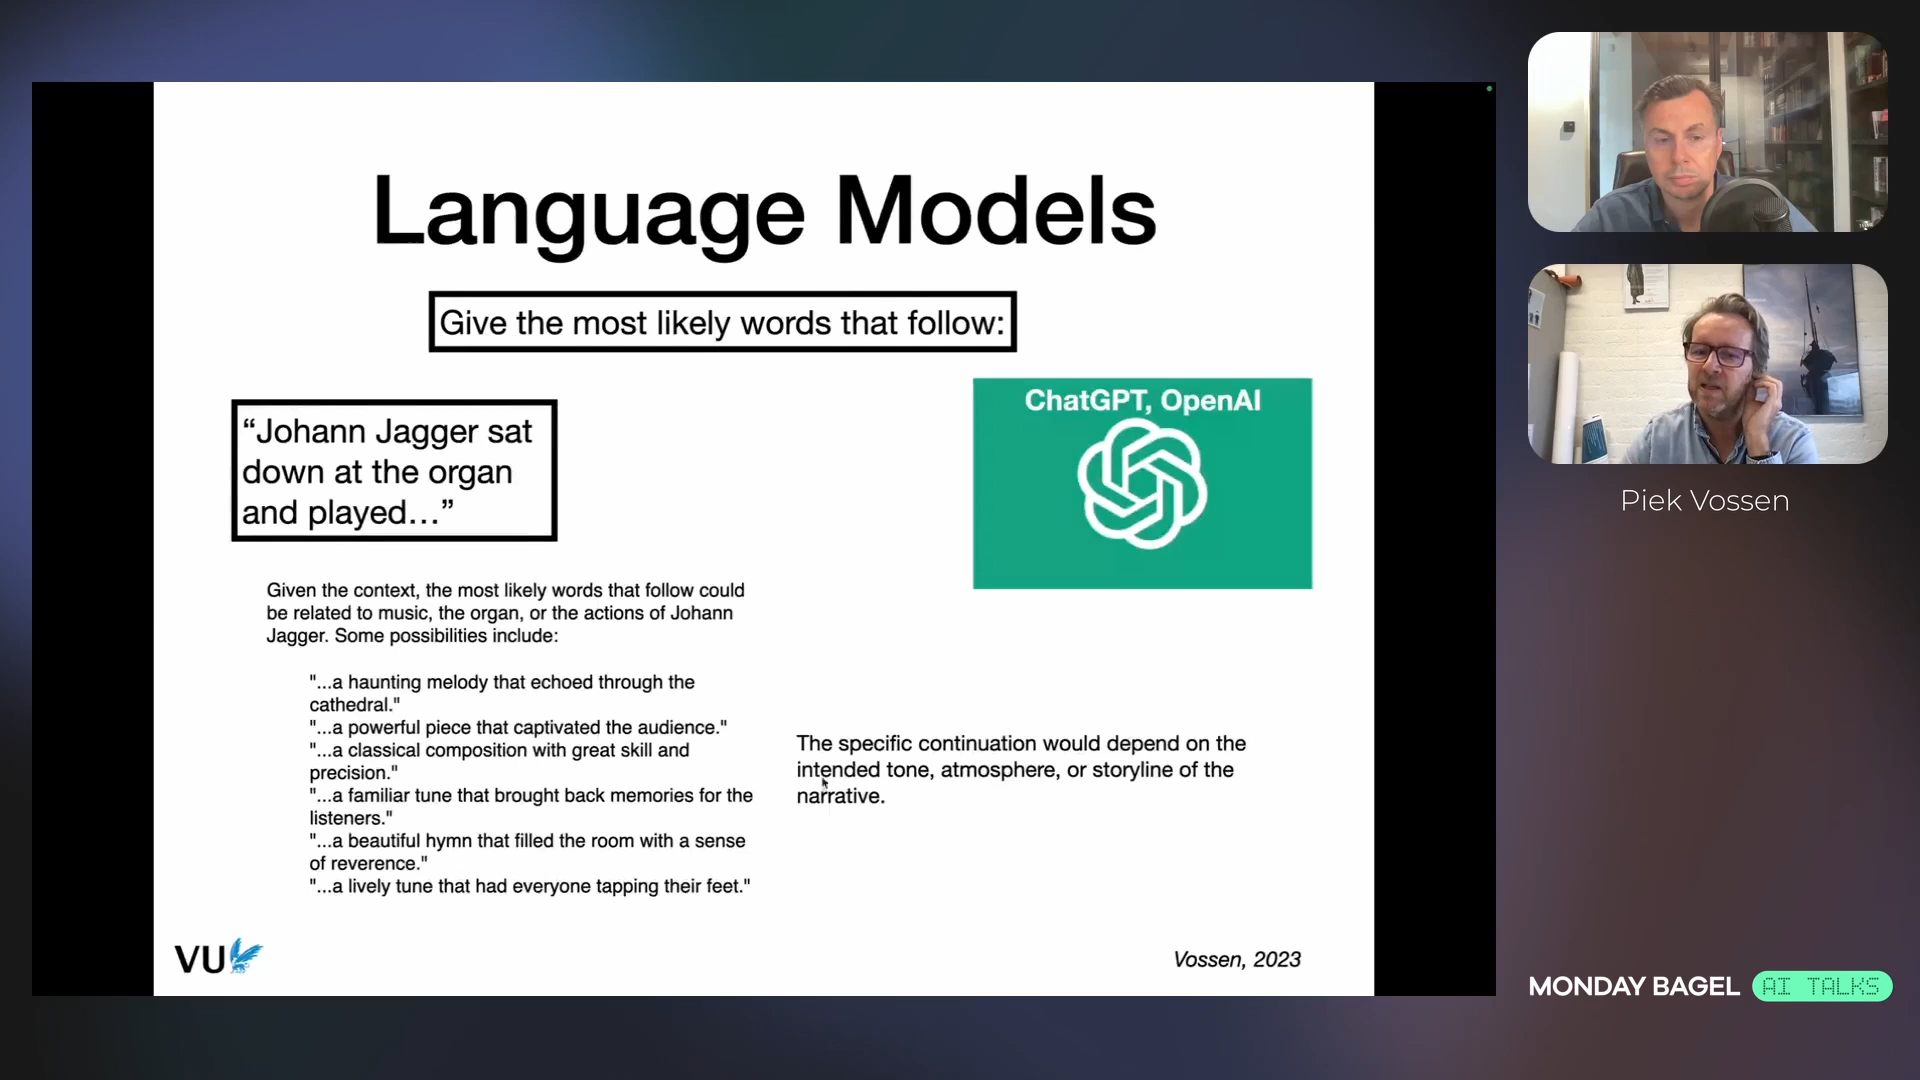 Language Models
Give the most likely words that follow:
“Johann Jagger sat
down at the organ
and played…”
ChatGPT, OpenAI
Given the context, the most likely words that follow could
be related to music, the organ, or the actions of Johann
Jagger. Some possibilities include:
"...a haunting melody that echoed through the
cathedral."
"...a powerful piece that captivated the audience."
"...a classical composition with great skill and
precision."
"...a familiar tune that brought back memories for the
listeners."
"...a beautiful hymn that filled the room with a sense
of reverence."
"...a lively tune that had everyone tapping their feet."
The specific continuation would depend on the
intended tone, atmosphere, or storyline of the
narrative.
VU
Vossen, 2023
Piek Vossen
MONDAY BAGEL AI TALKS